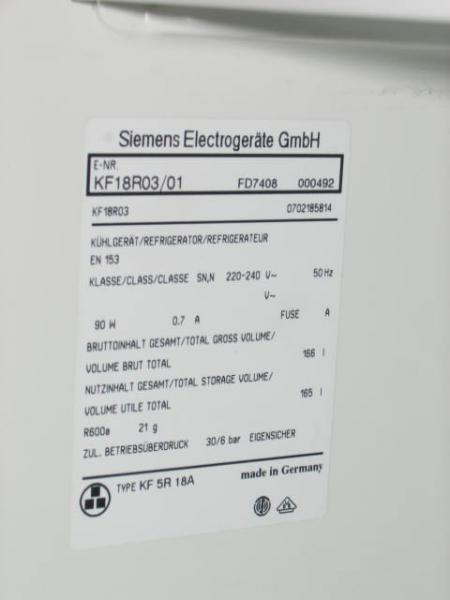 Siemens Electrogeräte GmbH
E-NR.
KF18R03/01 FD7408 000492
KF18R03 0702185814
KÜHLGERÄT/REFRIGERATOR/REFRIGERATEUR
EN 153
KLASSE/CLASS/CLASSE SN,N 220-240 V~ 50 Hz
V~
90 W 0.7 A FUSE A
BRUTTOINHALT GESAMT/TOTAL GROSS VOLUME/
VOLUME BRUT TOTAL 166 l
NUTZINHALT GESAMT/TOTAL STORAGE VOLUME/
VOLUME UTILE TOTAL 165 l
R600a 21 g
ZUL. BETRIEBSÜBERDRUCK 30/6 bar EIGENSICHER
TYPE KF 5R 18A made in Germany